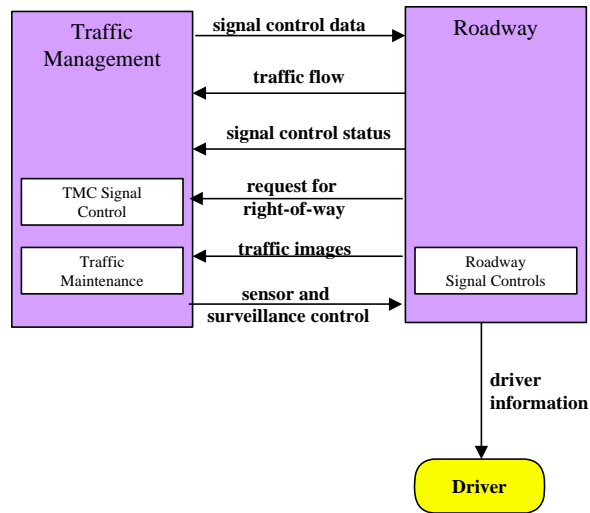 Traffic
Management
signal control data
Roadway
traffic flow
signal control status
TMC Signal
Control
request for
right-of-way
Traffic
Maintenance
traffic images
Roadway
Signal Controls
sensor and
surveillance control
driver
information
Driver